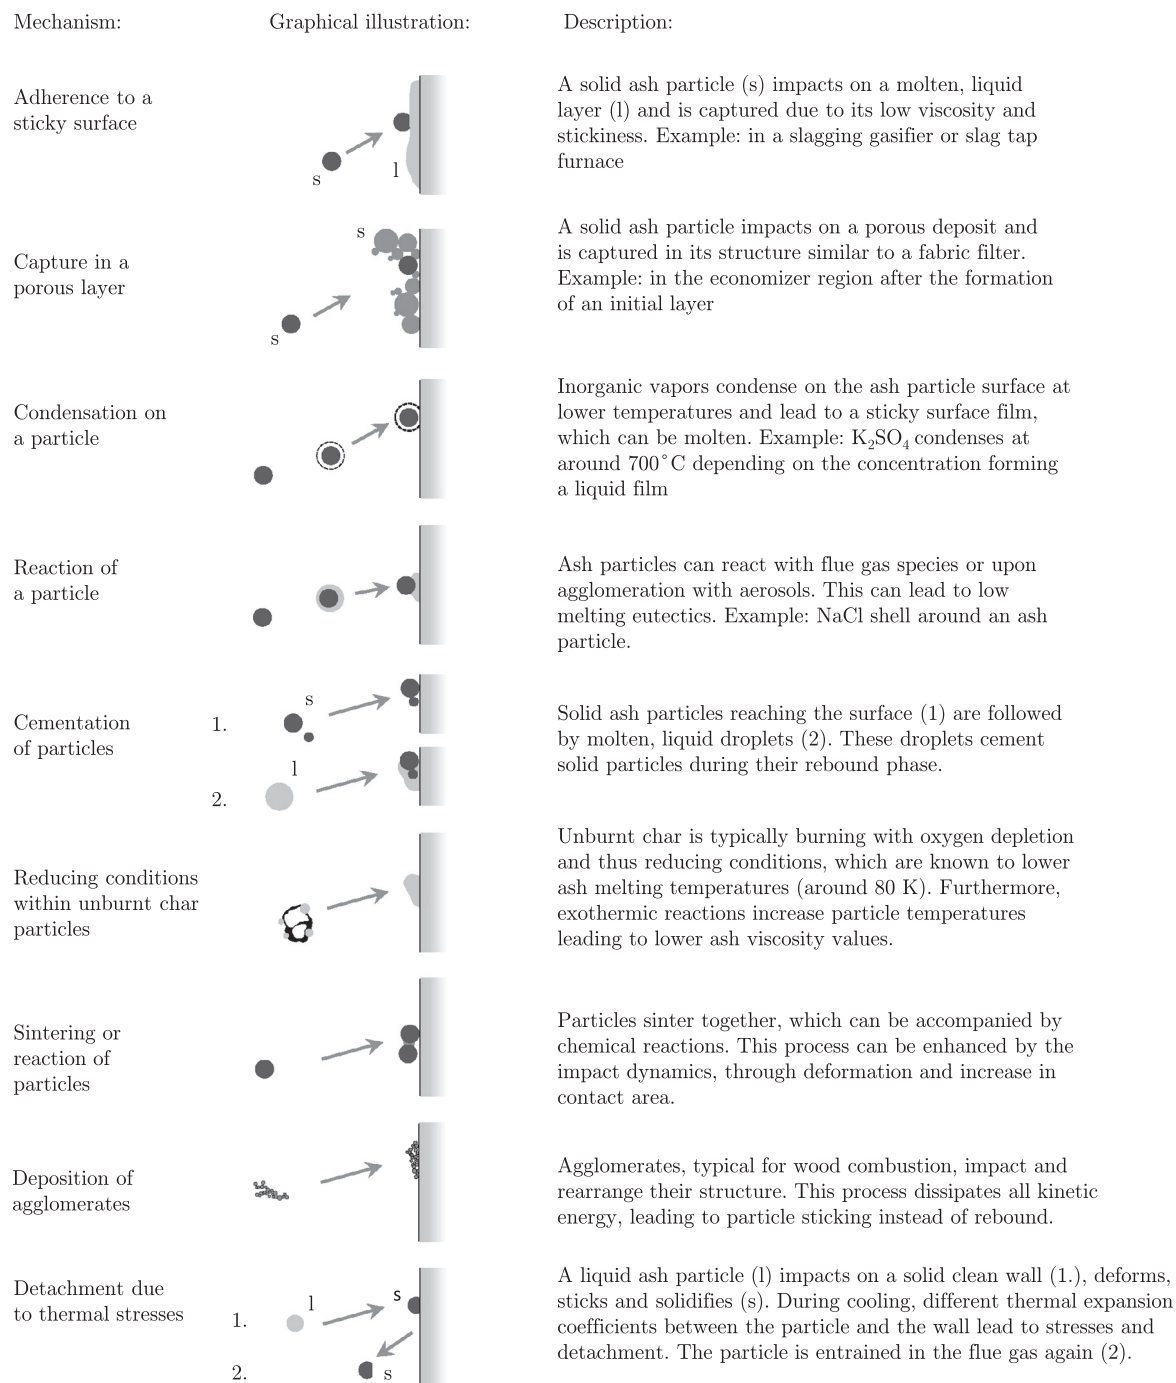 Mechanism: Graphical illustration: Description:
Adherence to a
sticky surface
s
l
A solid ash particle (s) impacts on a molten, liquid
layer (l) and is captured due to its low viscosity and
stickiness. Example: in a slagging gasifier or slag tap
furnace
Capture in a
porous layer
s
s
A solid ash particle impacts on a porous deposit and
is captured in its structure similar to a fabric filter.
Example: in the economizer region after the formation
of an initial layer
Condensation on
a particle
Inorganic vapors condense on the ash particle surface at
lower temperatures and lead to a sticky surface film,
which can be molten. Example: K₂SO₄ condenses at
around 700°C depending on the concentration forming
a liquid film
Reaction of
a particle
Ash particles can react with flue gas species or upon
agglomeration with aerosols. This can lead to low
melting eutectics. Example: NaCl shell around an ash
particle.
Cementation
of particles
1.
s
l
2.
Solid ash particles reaching the surface (1) are followed
by molten, liquid droplets (2). These droplets cement
solid particles during their rebound phase.
Reducing conditions
within unburnt char
particles
Unburnt char is typically burning with oxygen depletion
and thus reducing conditions, which are known to lower
ash melting temperatures (around 80 K). Furthermore,
exothermic reactions increase particle temperatures
leading to lower ash viscosity values.
Sintering or
reaction of
particles
Particles sinter together, which can be accompanied by
chemical reactions. This process can be enhanced by the
impact dynamics, through deformation and increase in
contact area.
Deposition of
agglomerates
Agglomerates, typical for wood combustion, impact and
rearrange their structure. This process dissipates all kinetic
energy, leading to particle sticking instead of rebound.
Detachment due
to thermal stresses
1.
l
s
2.
s
A liquid ash particle (l) impacts on a solid clean wall (1.), deforms,
sticks and solidifies (s). During cooling, different thermal expansion
coefficients between the particle and the wall lead to stresses and
detachment. The particle is entrained in the flue gas again (2).